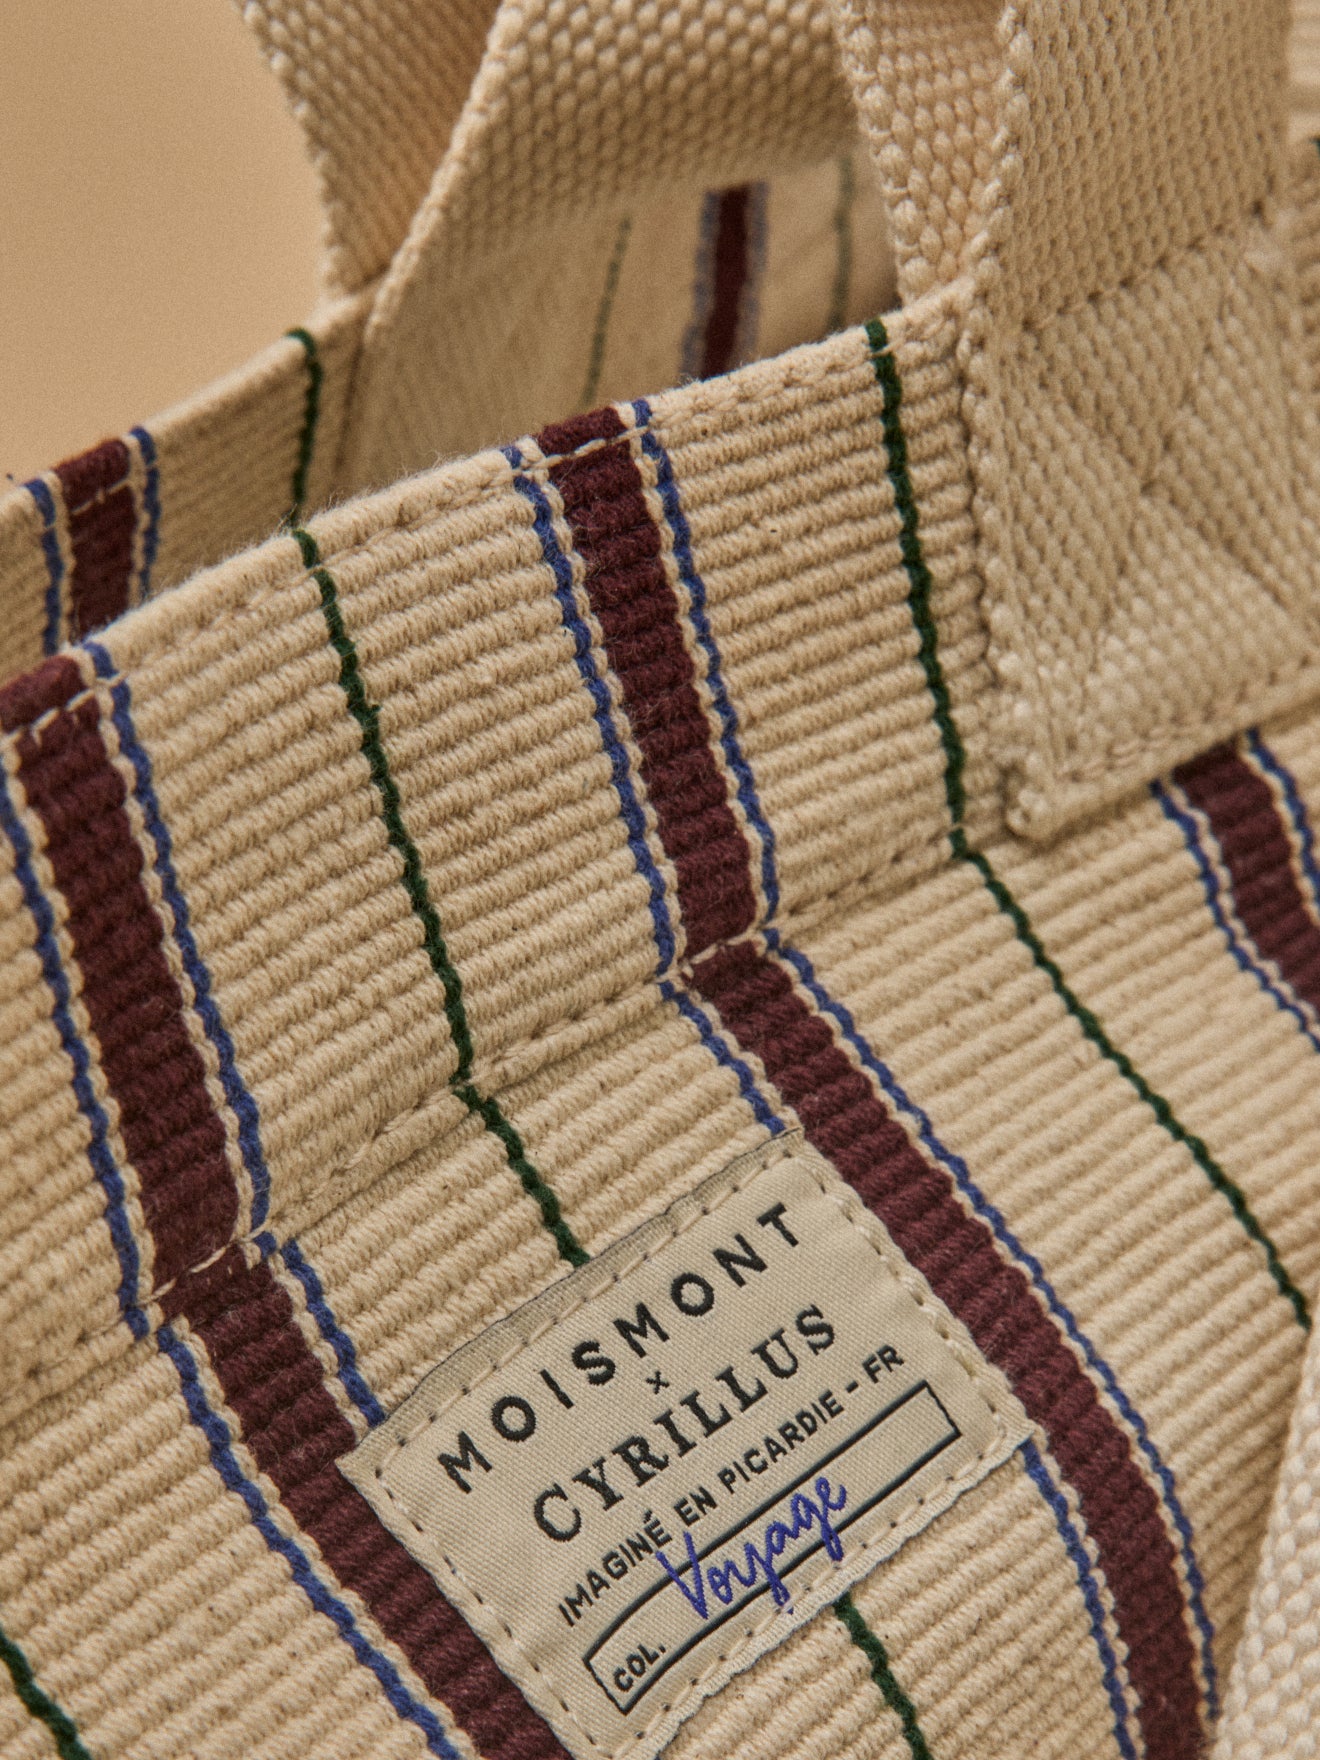 MOISMONT
x
CYRILLUS
IMAGINÉ EN PICARDIE - FR
COL. Voyage